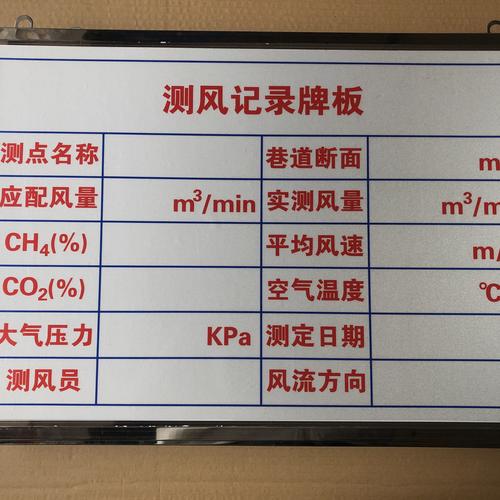 测风记录牌板
测点名称 巷道断面 m
应配风量 m³/min 实测风量 m³/m
CH₄(%) 平均风速 m/
CO₂(%) 空气温度 ℃
大气压力 KPa 测定日期
测风员 风流方向